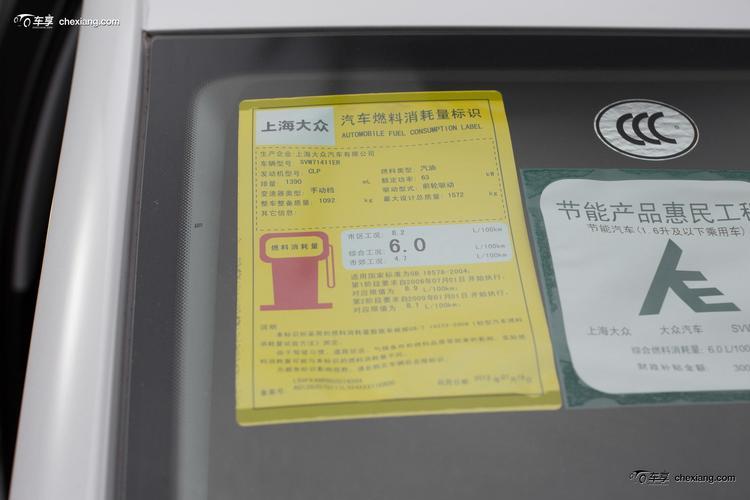 车享 chexiang.com
上海大众
汽车燃料消耗量标识
AUTOMOBILE FUEL CONSUMPTION LABEL
生产企业:上海大众汽车有限公司
车辆型号: SVW71411ER
发动机型号: CLP 燃料类型: 汽油
排量: 1390 mL 额定功率: 63 kW
变速器类型: 手动档 驱动型式: 前轮驱动
整车整备质量: 1092 kg 最大设计总质量: 1572 kg
其它信息:
燃料消耗量
市区工况: 8.2 L/100km
综合工况: 6.0 L/100km
市郊工况: 4.7 L/100km
适用国家标准为GB 19578-2004.
第1阶段要求自2008年07月01日开始执行,
对应限值为 8.9 L/100km;
第2阶段要求自2009年01月01日开始执行,
对应限值为 8.1 L/100km.
说明
CCC
节能产品惠民工程
节能汽车(1.6升及以下乘用车)
上海大众 大众汽车 SVW
综合燃料消耗量: 6.0 L/100
财政补贴金额: 300
车享 chexiang.com